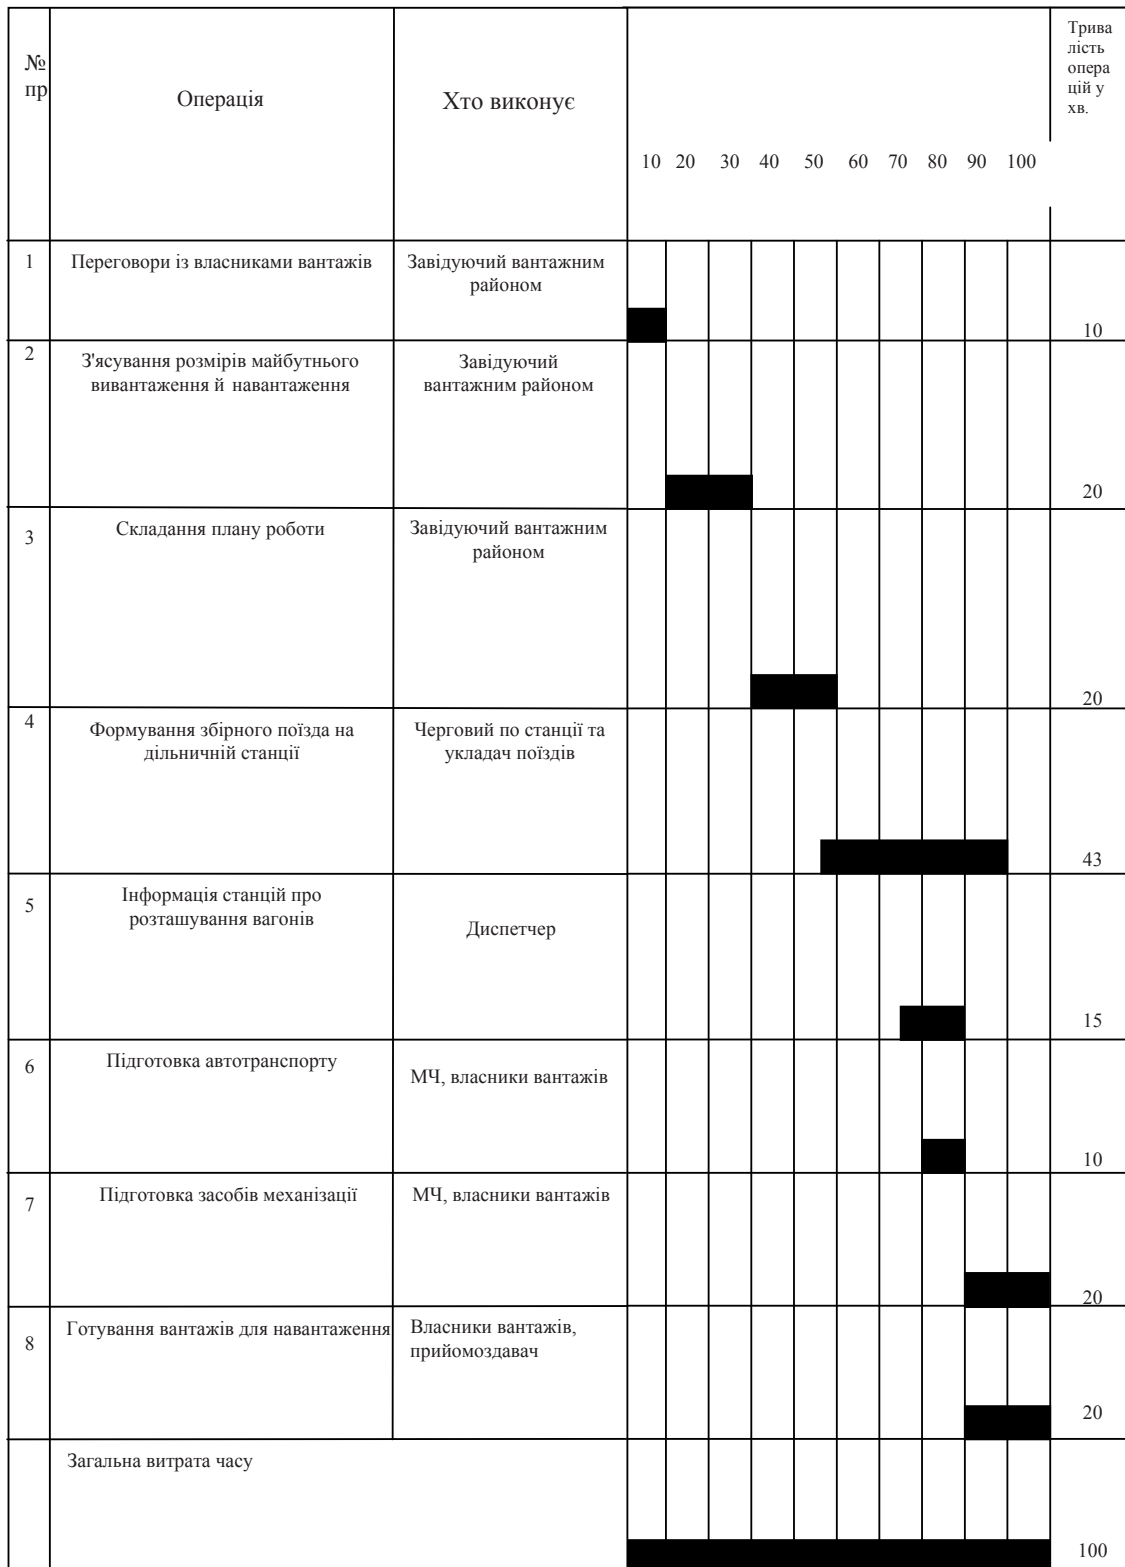 №
пр
Операція
Хто виконує
Трива
лість
опера
цій у
хв.
10 20 30 40 50 60 70 80 90 100
1
Переговори із власниками вантажів
Завідуючий вантажним
районом
10
2
З'ясування розмірів майбутнього
вивантаження й навантаження
Завідуючий
вантажним районом
20
3
Складання плану роботи
Завідуючий вантажним
районом
20
4
Формування збірного поїзда на
дільничній станції
Черговий по станції та
укладач поїздів
43
5
Інформація станцій про
розташування вагонів
Диспетчер
15
6
Підготовка автотранспорту
МЧ, власники вантажів
10
7
Підготовка засобів механізації
МЧ, власники вантажів
20
8
Готування вантажів для навантаження
Власники вантажів,
прийомоздавач
20
Загальна витрата часу
100